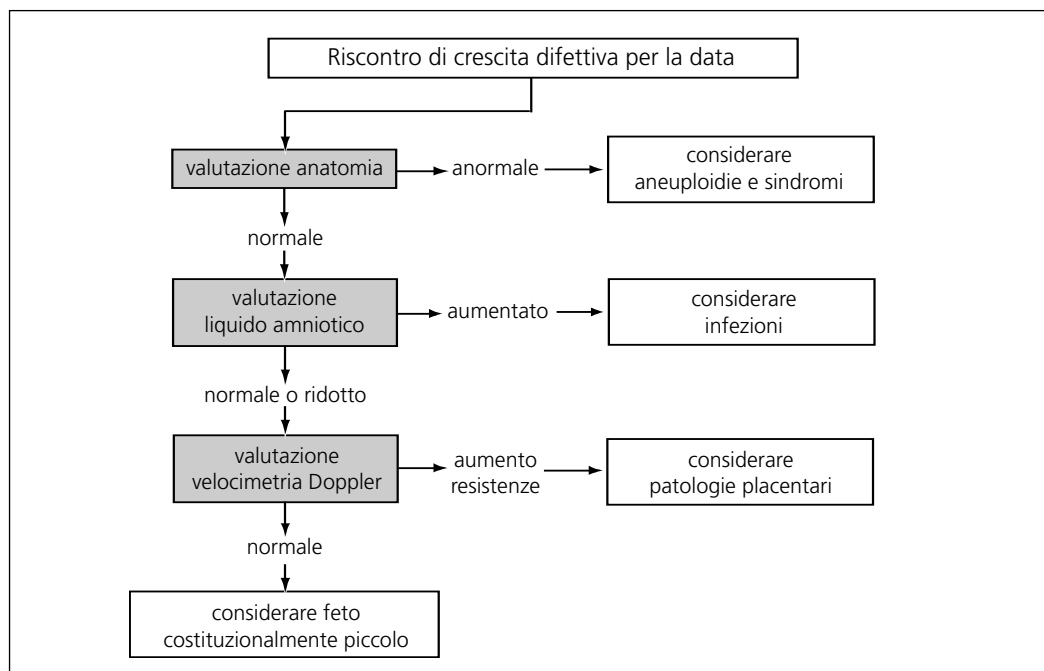 Riscontro di crescita difettiva per la data
valutazione anatomia
anormale
considerare
aneuploidie e sindromi
normale
valutazione
liquido amniotico
aumentato
considerare
infezioni
normale o ridotto
valutazione
velocimetria Doppler
aumento
resistenze
considerare
patologie placentari
normale
considerare feto
costituzionalmente piccolo